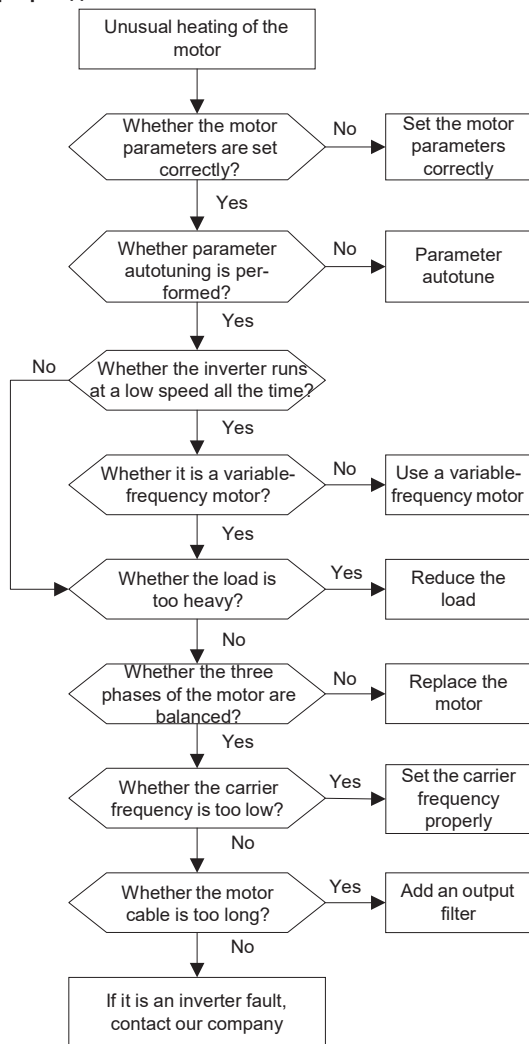 Unusual heating of the
motor
Whether the motor
parameters are set
correctly?
No
Set the motor
parameters
correctly
Yes
Whether parameter
autotuning is per-
formed?
No
Parameter
autotune
Yes
No
Whether the inverter runs
at a low speed all the time?
Yes
Whether it is a variable-
frequency motor?
No
Use a variable-
frequency motor
Yes
Whether the load is
too heavy?
Yes
Reduce the
load
No
Whether the three
phases of the motor are
balanced?
No
Replace the
motor
Yes
Whether the carrier
frequency is too low?
Yes
Set the carrier
frequency
properly
No
Whether the motor
cable is too long?
Yes
Add an output
filter
No
If it is an inverter fault,
contact our company